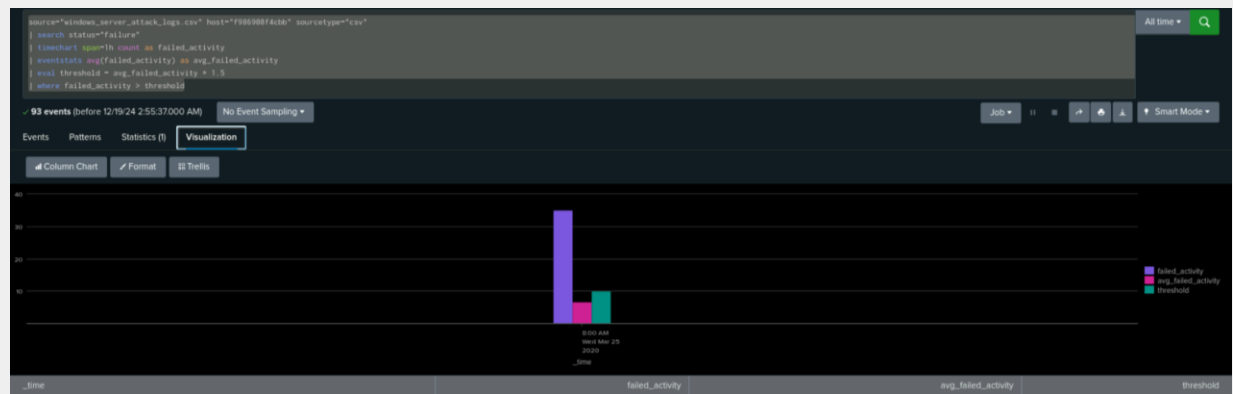 source="windows_server_attack_logs.csv" host="f986980f4cbb" sourcetype="csv"
| search status="failure"
| timechart span=1h count as failed_activity
| eventstats avg(failed_activity) as avg_failed_activity
| eval threshold = avg_failed_activity * 1.5
| where failed_activity > threshold
All time ▾
✓ 93 events (before 12/19/24 2:55:37.000 AM) No Event Sampling ▾
Job ▾ Smart Mode ▾
Events Patterns Statistics (1) Visualization
Column Chart Format Trellis
40
30
20
10
failed_activity
avg_failed_activity
threshold
8:00 AM
Wed Mar 25
2020
_time
_time failed_activity avg_failed_activity threshold